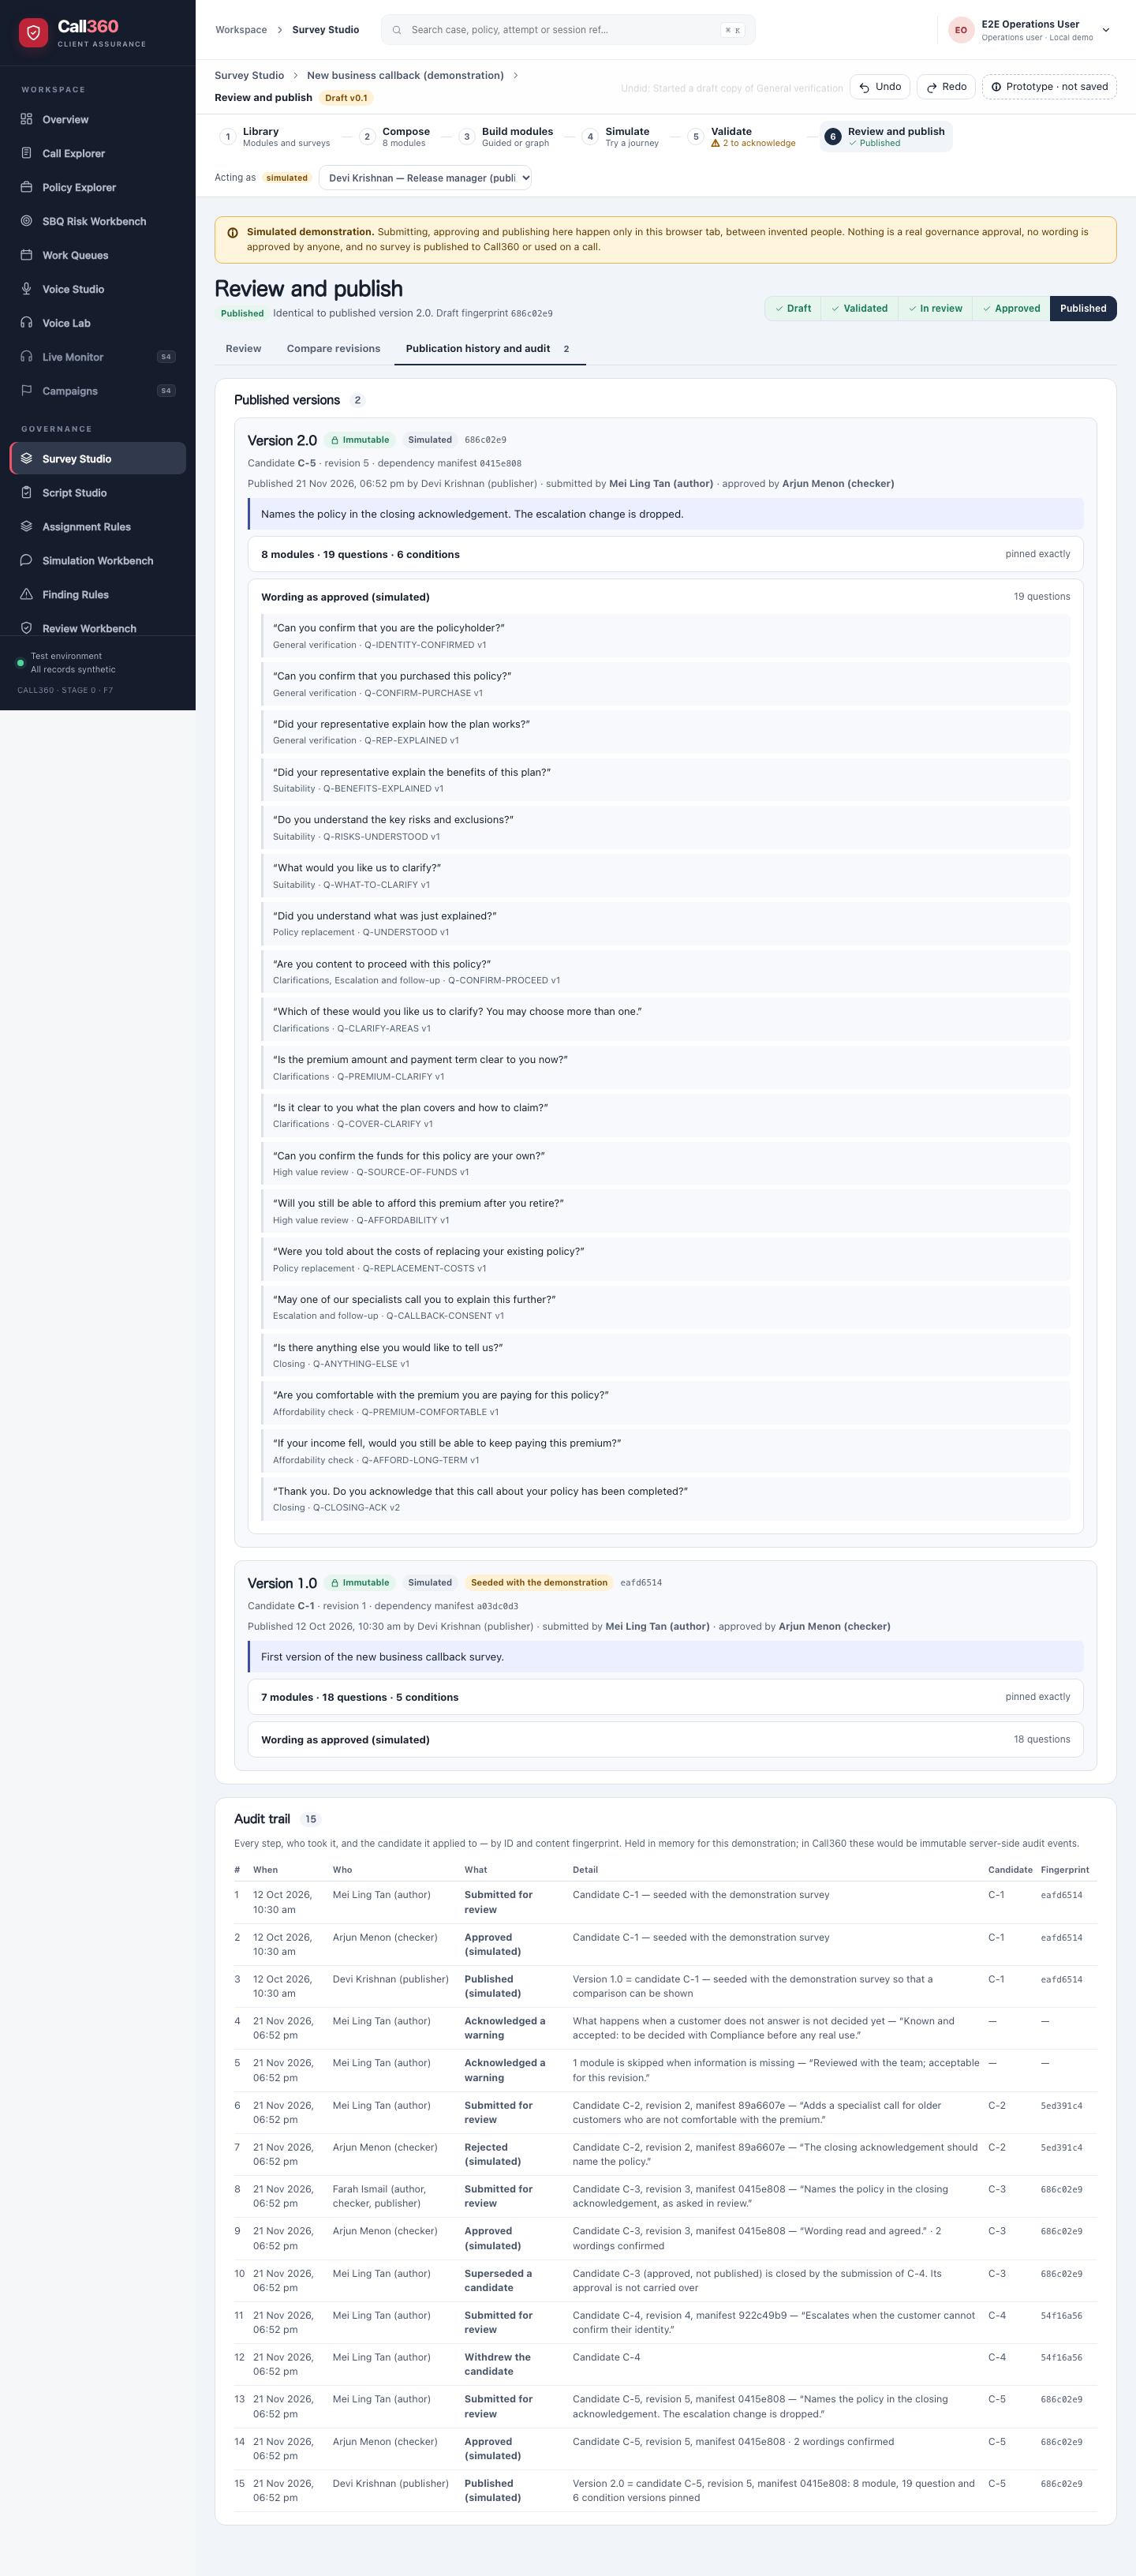 Call360
CLIENT ASSURANCE
WORKSPACE
Overview
Call Explorer
Policy Explorer
SBQ Risk Workbench
Work Queues
Voice Studio
Voice Lab
Live Monitor S4
Campaigns S4
GOVERNANCE
Survey Studio
Script Studio
Assignment Rules
Simulation Workbench
Finding Rules
Review Workbench
Test environment
All records synthetic
CALL360 · STAGE 0 · F7
Workspace > Survey Studio
Search case, policy, attempt or session ref...
⌘ K
EO
E2E Operations User
Operations user · Local demo
Survey Studio > New business callback (demonstration) >
Review and publish Draft v0.1
Undid: Started a draft copy of General verification
Undo
Redo
Prototype · not saved
1 Library
Modules and surveys
2 Compose
8 modules
3 Build modules
Guided or graph
4 Simulate
Try a journey
5 Validate
2 to acknowledge
6 Review and publish
Published
Acting as simulated Devi Krishnan — Release manager (publi
Simulated demonstration. Submitting, approving and publishing here happen only in this browser tab, between invented people. Nothing is a real governance approval, no wording is
approved by anyone, and no survey is published to Call360 or used on a call.
Review and publish
Published Identical to published version 2.0. Draft fingerprint 686c02e9
Draft
Validated
In review
Approved
Published
Review
Compare revisions
Publication history and audit 2
Published versions 2
Version 2.0 Immutable Simulated 686c02e9
Candidate C-5 · revision 5 · dependency manifest 0415e808
Published 21 Nov 2026, 06:52 pm by Devi Krishnan (publisher) · submitted by Mei Ling Tan (author) · approved by Arjun Menon (checker)
Names the policy in the closing acknowledgement. The escalation change is dropped.
8 modules · 19 questions · 6 conditions pinned exactly
Wording as approved (simulated) 19 questions
“Can you confirm that you are the policyholder?”
General verification · Q-IDENTITY-CONFIRMED v1
“Can you confirm that you purchased this policy?”
General verification · Q-CONFIRM-PURCHASE v1
“Did your representative explain how the plan works?”
General verification · Q-REP-EXPLAINED v1
“Did your representative explain the benefits of this plan?”
Suitability · Q-BENEFITS-EXPLAINED v1
“Do you understand the key risks and exclusions?”
Suitability · Q-RISKS-UNDERSTOOD v1
“What would you like us to clarify?”
Suitability · Q-WHAT-TO-CLARIFY v1
“Did you understand what was just explained?”
Policy replacement · Q-UNDERSTOOD v1
“Are you content to proceed with this policy?”
Clarifications, Escalation and follow-up · Q-CONFIRM-PROCEED v1
“Which of these would you like us to clarify? You may choose more than one.”
Clarifications · Q-CLARIFY-AREAS v1
“Is the premium amount and payment term clear to you now?”
Clarifications · Q-PREMIUM-CLARIFY v1
“Is it clear to you what the plan covers and how to claim?”
Clarifications · Q-COVER-CLARIFY v1
“Can you confirm the funds for this policy are your own?”
High value review · Q-SOURCE-OF-FUNDS v1
“Will you still be able to afford this premium after you retire?”
High value review · Q-AFFORDABILITY v1
“Were you told about the costs of replacing your existing policy?”
Policy replacement · Q-REPLACEMENT-COSTS v1
“May one of our specialists call you to explain this further?”
Escalation and follow-up · Q-CALLBACK-CONSENT v1
“Is there anything else you would like to tell us?”
Closing · Q-ANYTHING-ELSE v1
“Are you comfortable with the premium you are paying for this policy?”
Affordability check · Q-PREMIUM-COMFORTABLE v1
“If your income fell, would you still be able to keep paying this premium?”
Affordability check · Q-AFFORD-LONG-TERM v1
“Thank you. Do you acknowledge that this call about your policy has been completed?”
Closing · Q-CLOSING-ACK v2
Version 1.0 Immutable Simulated Seeded with the demonstration eafd6514
Candidate C-1 · revision 1 · dependency manifest a03dc0d3
Published 12 Oct 2026, 10:30 am by Devi Krishnan (publisher) · submitted by Mei Ling Tan (author) · approved by Arjun Menon (checker)
First version of the new business callback survey.
7 modules · 18 questions · 5 conditions pinned exactly
Wording as approved (simulated) 18 questions
Audit trail 15
Every step, who took it, and the candidate it applied to — by ID and content fingerprint. Held in memory for this demonstration; in Call360 these would be immutable server-side audit events.
# When Who What Detail Candidate Fingerprint
1 12 Oct 2026, 10:30 am Mei Ling Tan (author) Submitted for review Candidate C-1 — seeded with the demonstration survey C-1 eafd6514
2 12 Oct 2026, 10:30 am Arjun Menon (checker) Approved (simulated) Candidate C-1 — seeded with the demonstration survey C-1 eafd6514
3 12 Oct 2026, 10:30 am Devi Krishnan (publisher) Published (simulated) Version 1.0 = candidate C-1 — seeded with the demonstration survey so that a comparison can be shown C-1 eafd6514
4 21 Nov 2026, 06:52 pm Mei Ling Tan (author) Acknowledged a warning What happens when a customer does not answer is not decided yet — “Known and accepted: to be decided with Compliance before any real use.” — —
5 21 Nov 2026, 06:52 pm Mei Ling Tan (author) Acknowledged a warning 1 module is skipped when information is missing — “Reviewed with the team; acceptable for this revision.” — —
6 21 Nov 2026, 06:52 pm Mei Ling Tan (author) Submitted for review Candidate C-2, revision 2, manifest 89a6607e — “Adds a specialist call for older customers who are not comfortable with the premium.” C-2 5ed391c4
7 21 Nov 2026, 06:52 pm Arjun Menon (checker) Rejected (simulated) Candidate C-2, revision 2, manifest 89a6607e — “The closing acknowledgement should name the policy.” C-2 5ed391c4
8 21 Nov 2026, 06:52 pm Farah Ismail (author, checker, publisher) Submitted for review Candidate C-3, revision 3, manifest 0415e808 — “Names the policy in the closing acknowledgement, as asked in review.” C-3 686c02e9
9 21 Nov 2026, 06:52 pm Arjun Menon (checker) Approved (simulated) Candidate C-3, revision 3, manifest 0415e808 — “Wording read and agreed.” · 2 wordings confirmed C-3 686c02e9
10 21 Nov 2026, 06:52 pm Mei Ling Tan (author) Superseded a candidate Candidate C-3 (approved, not published) is closed by the submission of C-4. Its approval is not carried over C-3 686c02e9
11 21 Nov 2026, 06:52 pm Mei Ling Tan (author) Submitted for review Candidate C-4, revision 4, manifest 922c49b9 — “Escalates when the customer cannot confirm their identity.” C-4 54f16a56
12 21 Nov 2026, 06:52 pm Mei Ling Tan (author) Withdrew the candidate Candidate C-4 C-4 54f16a56
13 21 Nov 2026, 06:52 pm Mei Ling Tan (author) Submitted for review Candidate C-5, revision 5, manifest 0415e808 — “Names the policy in the closing acknowledgement. The escalation change is dropped.” C-5 686c02e9
14 21 Nov 2026, 06:52 pm Arjun Menon (checker) Approved (simulated) Candidate C-5, revision 5, manifest 0415e808 · 2 wordings confirmed C-5 686c02e9
15 21 Nov 2026, 06:52 pm Devi Krishnan (publisher) Published (simulated) Version 2.0 = candidate C-5, revision 5, manifest 0415e808: 8 module, 19 question and 6 condition versions pinned C-5 686c02e9